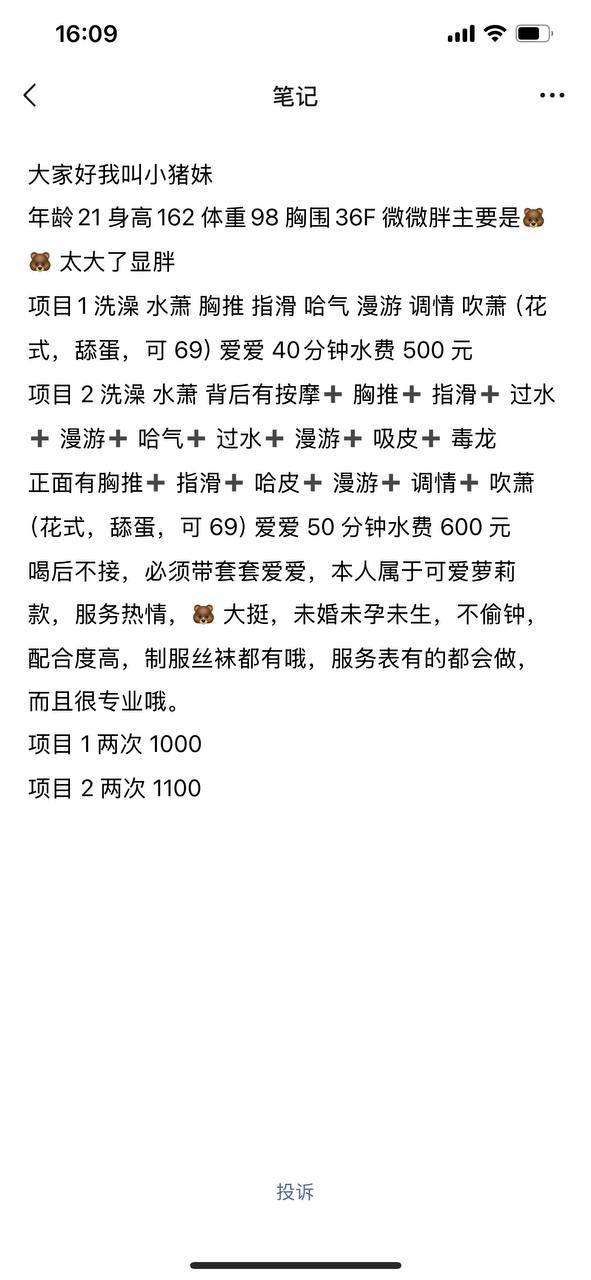 16:09
笔记
大家好我叫小猪妹
年龄21 身高162 体重98 胸围36F 微微胖主要是🐻
🐻 太大了显胖
项目1 洗澡 水萧 胸推 指滑 哈气 漫游 调情 吹萧（花
式，舔蛋，可 69）爱爱 40分钟水费 500 元
项目 2 洗澡 水萧 背后有按摩➕ 胸推➕ 指滑➕ 过水
➕ 漫游➕ 哈气➕ 过水➕ 漫游➕ 吸皮➕ 毒龙
正面有胸推➕ 指滑➕ 哈皮➕ 漫游➕ 调情➕ 吹萧
（花式，舔蛋，可 69）爱爱 50 分钟水费 600 元
喝后不接，必须带套套爱爱，本人属于可爱萝莉
款，服务热情，🐻 大挺，未婚未孕未生，不偷钟，
配合度高，制服丝袜都有哦，服务表有的都会做，
而且很专业哦。
项目 1 两次 1000
项目 2 两次 1100
投诉